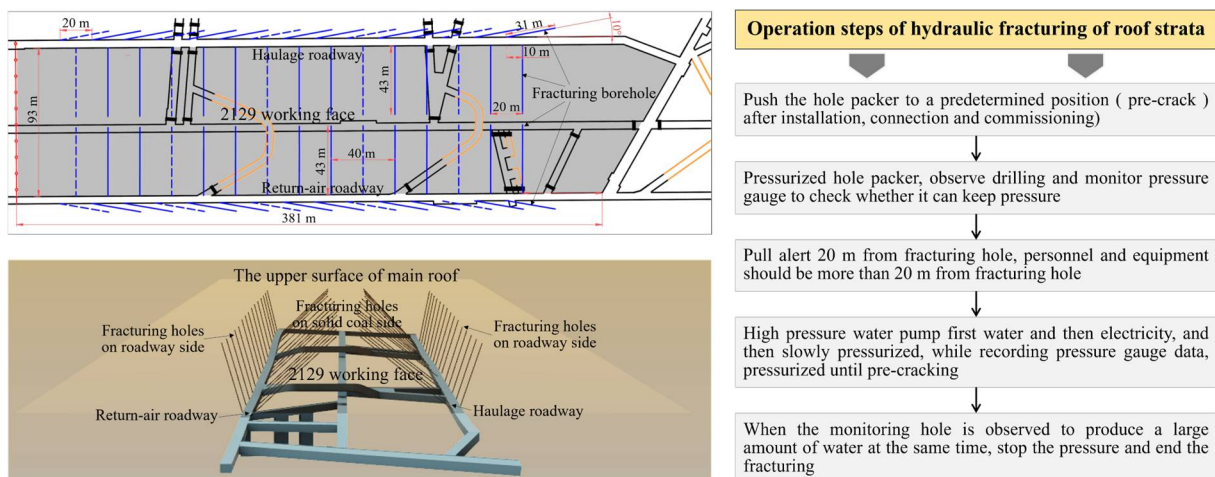 20 m
31 m
10°
Haulage roadway
10 m
43 m
Fracturing borehole
93 m
2129 working face
20 m
43 m
40 m
Return-air roadway
381 m
The upper surface of main roof
Fracturing holes
on solid coal side
Fracturing holes
on roadway side
Fracturing holes
on roadway side
2129 working face
Return-air roadway
Haulage roadway
Operation steps of hydraulic fracturing of roof strata
Push the hole packer to a predetermined position ( pre-crack )
after installation, connection and commissioning)
Pressurized hole packer, observe drilling and monitor pressure
gauge to check whether it can keep pressure
Pull alert 20 m from fracturing hole, personnel and equipment
should be more than 20 m from fracturing hole
High pressure water pump first water and then electricity, and
then slowly pressurized, while recording pressure gauge data,
pressurized until pre-cracking
When the monitoring hole is observed to produce a large
amount of water at the same time, stop the pressure and end the
fracturing